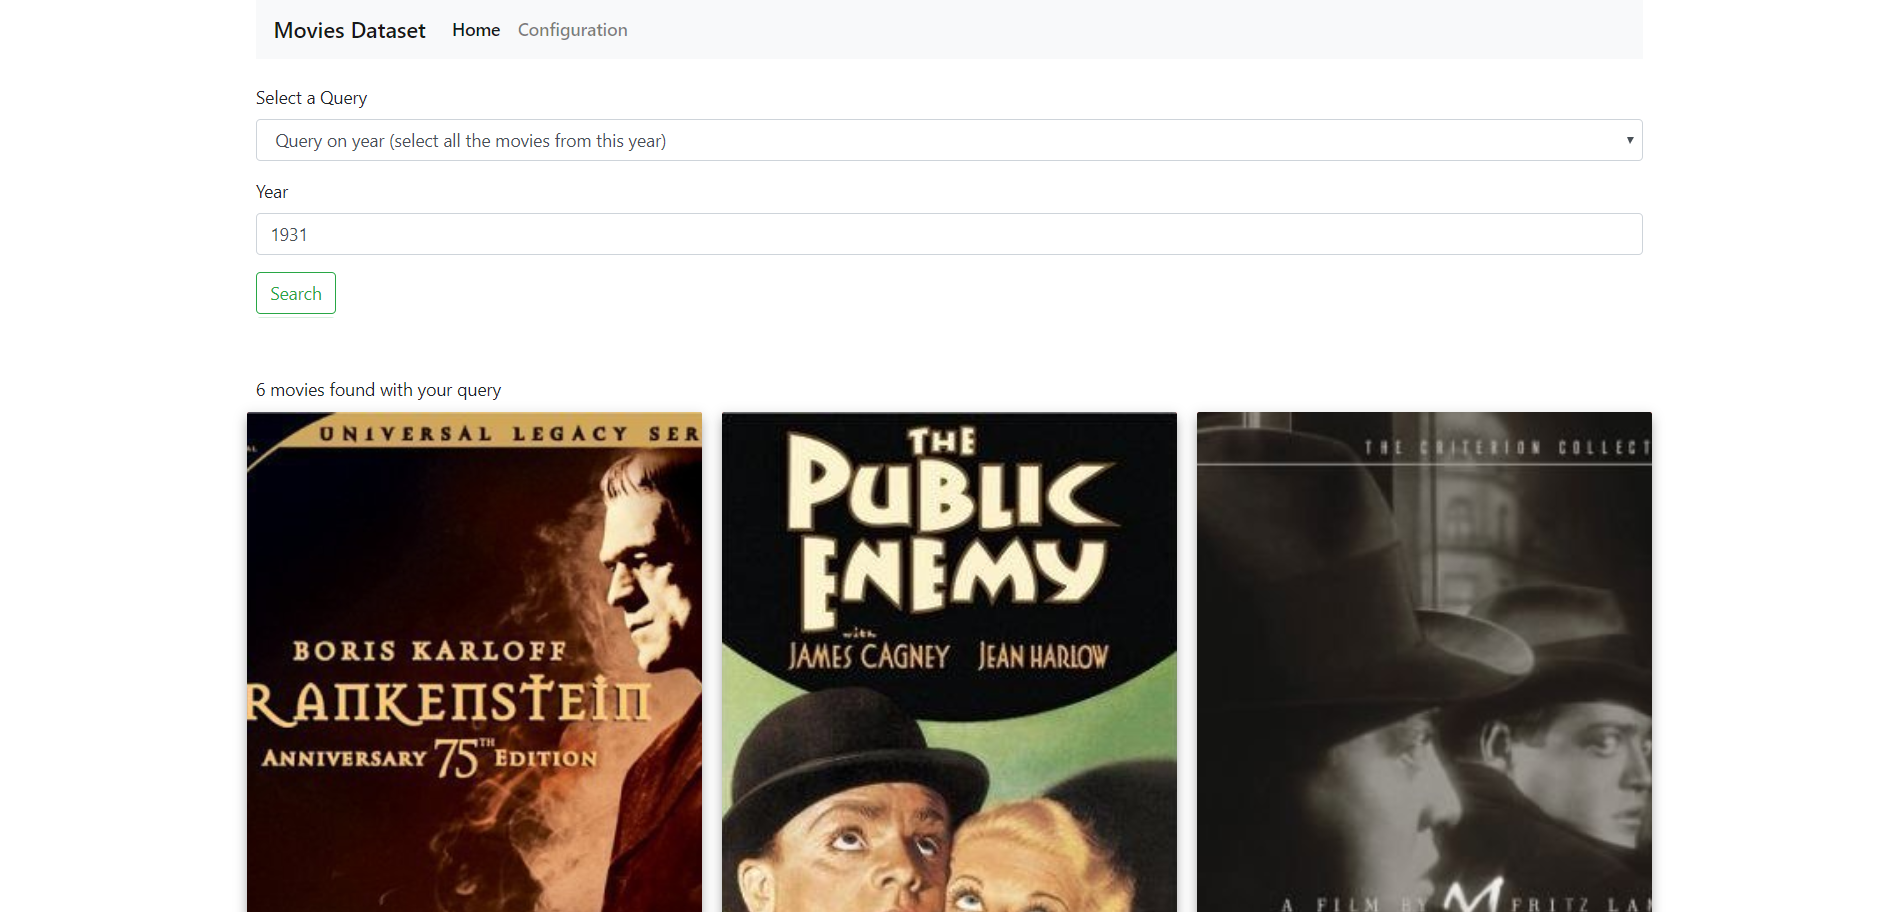 Movies Dataset Home Configuration
Select a Query
Query on year (select all the movies from this year)
Year
1931
Search
6 movies found with your query
AL
UNIVERSAL LEGACY SER
BORIS KARLOFF
RANKENSTEIN
ANNIVERSARY 75TH EDITION
THE
PUBLIC
ENEMY
with
JAMES CAGNEY JEAN HARLOW
THE CRITERION COLLECT
A FILM BY M FRITZ LAN